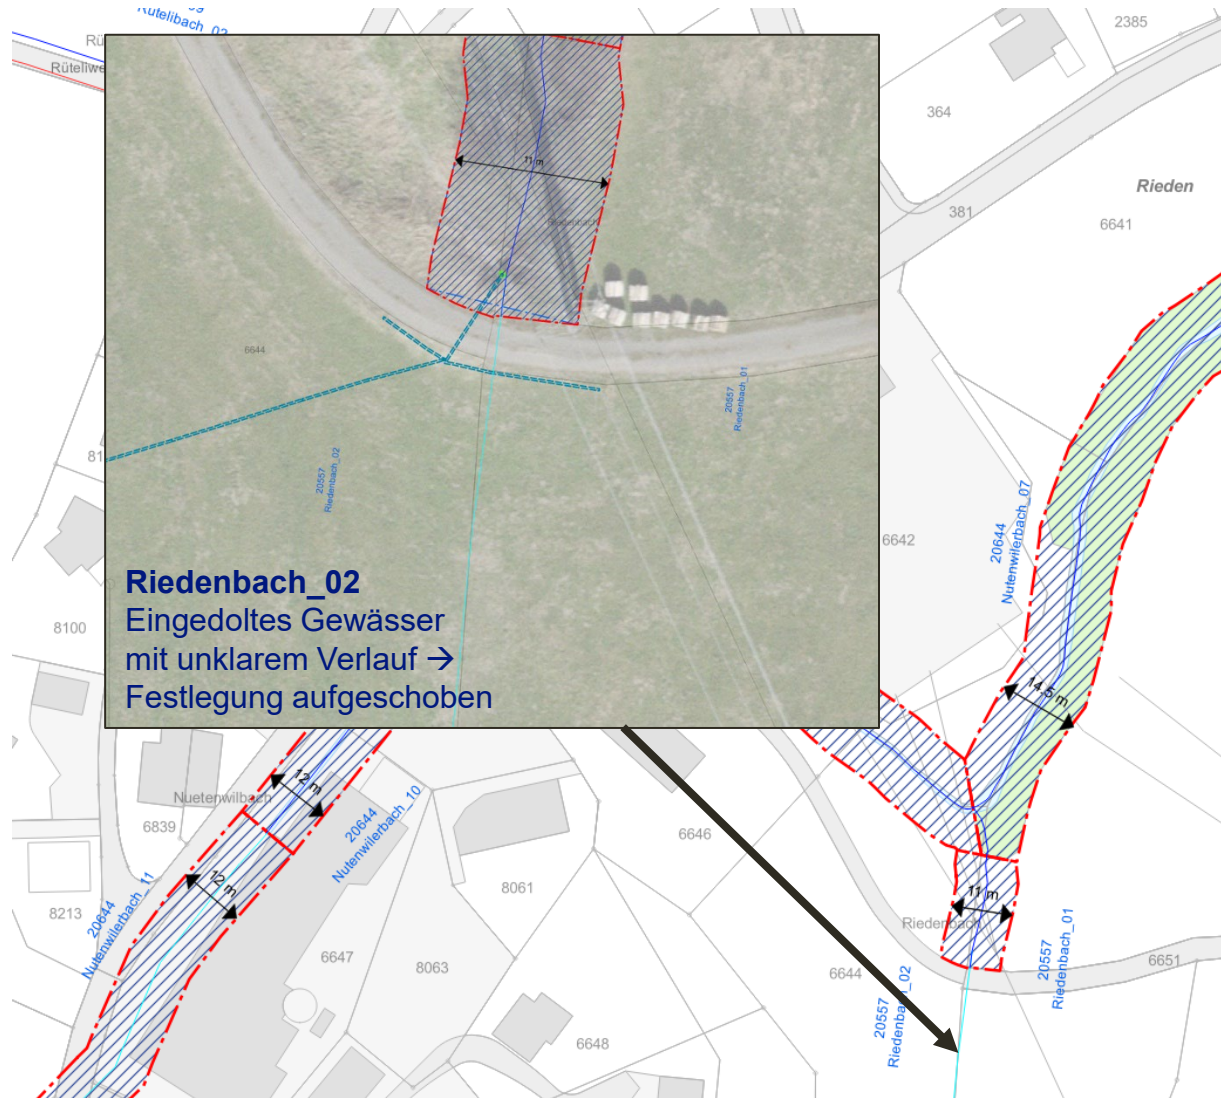 Rütelibach_02
2385
Rüteliwe
364
Rieden
381
6641
11 m
Riedenbach
6644
20557
Riedenbach_01
20557
Riedenbach_02
Riedenbach_02
Eingedoltes Gewässer
mit unklarem Verlauf →
Festlegung aufgeschoben
81
6642
20644
Nutenwilerbach_07
8100
14.5 m
12 m
Nuetenwilbach
6839
20644
Nutenwilerbach_10
6646
12 m
8061
8213
20644
Nutenwilerbach_11
11 m
Riedenbach
6647
8063
6644
20557
Riedenbach_02
20557
Riedenbach_01
6651
6648